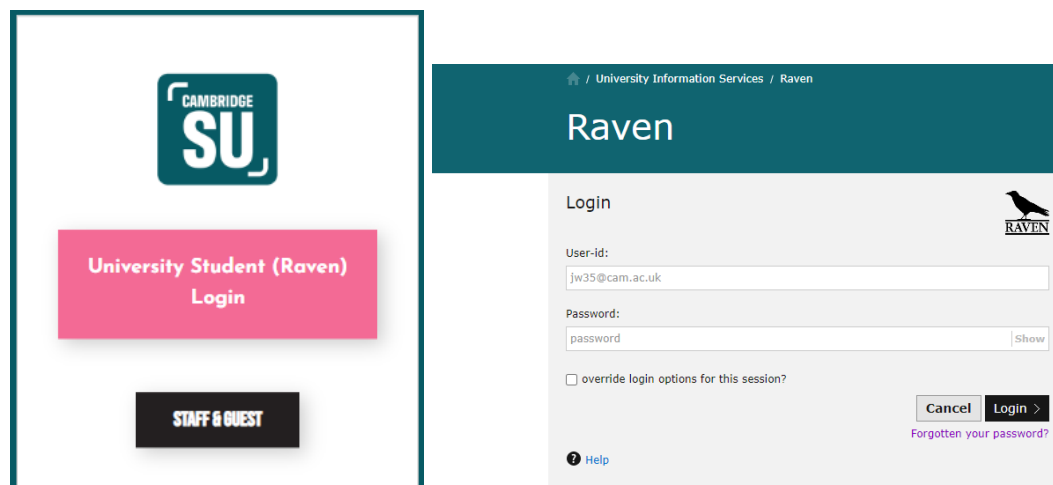 CAMBRIDGE
SU
University Student (Raven)
Login
STAFF & GUEST
/ University Information Services / Raven
Raven
Login
RAVEN
User-id:
jw35@cam.ac.uk
Password:
password
Show
override login options for this session?
Cancel
Login >
Forgotten your password?
? Help